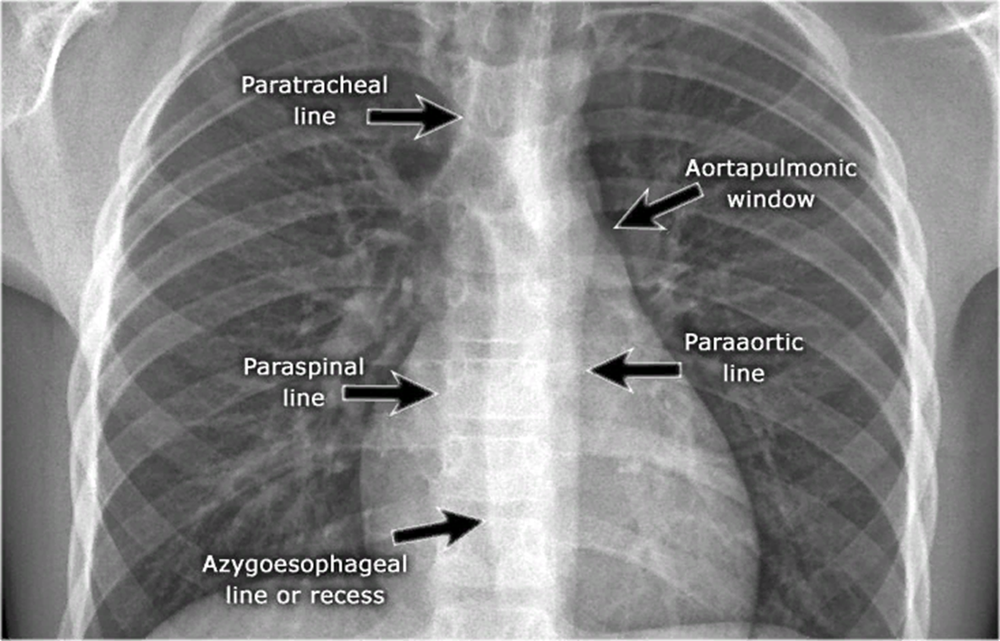 Paratracheal
line
Aortapulmonic
window
Paraaortic
line
Paraspinal
line
Azygoesophageal
line or recess